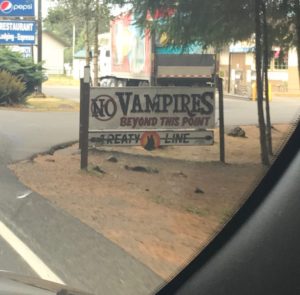 pepsi
RESTAURANT
NO VAMPIRES
BEYOND THIS POINT
TREATY LINE